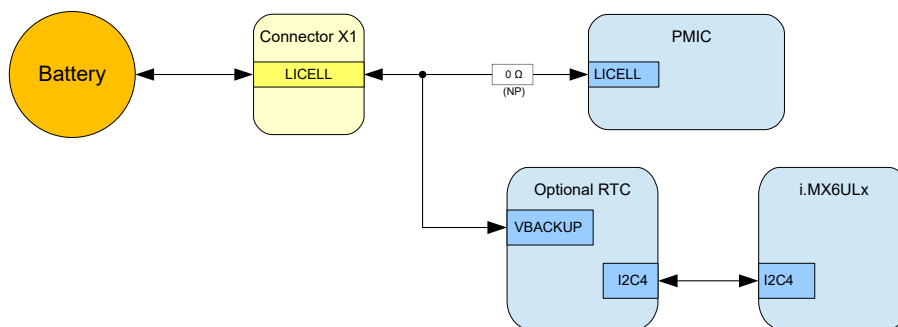 Connector X1
PMIC
Battery
LICELL
0 Ω
(NP)
LICELL
Optional RTC
i.MX6ULx
VBACKUP
I2C4
I2C4